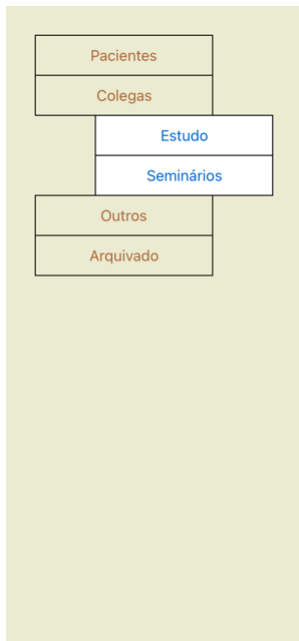 Pacientes
Colegas
Estudo
Seminários
Outros
Arquivado